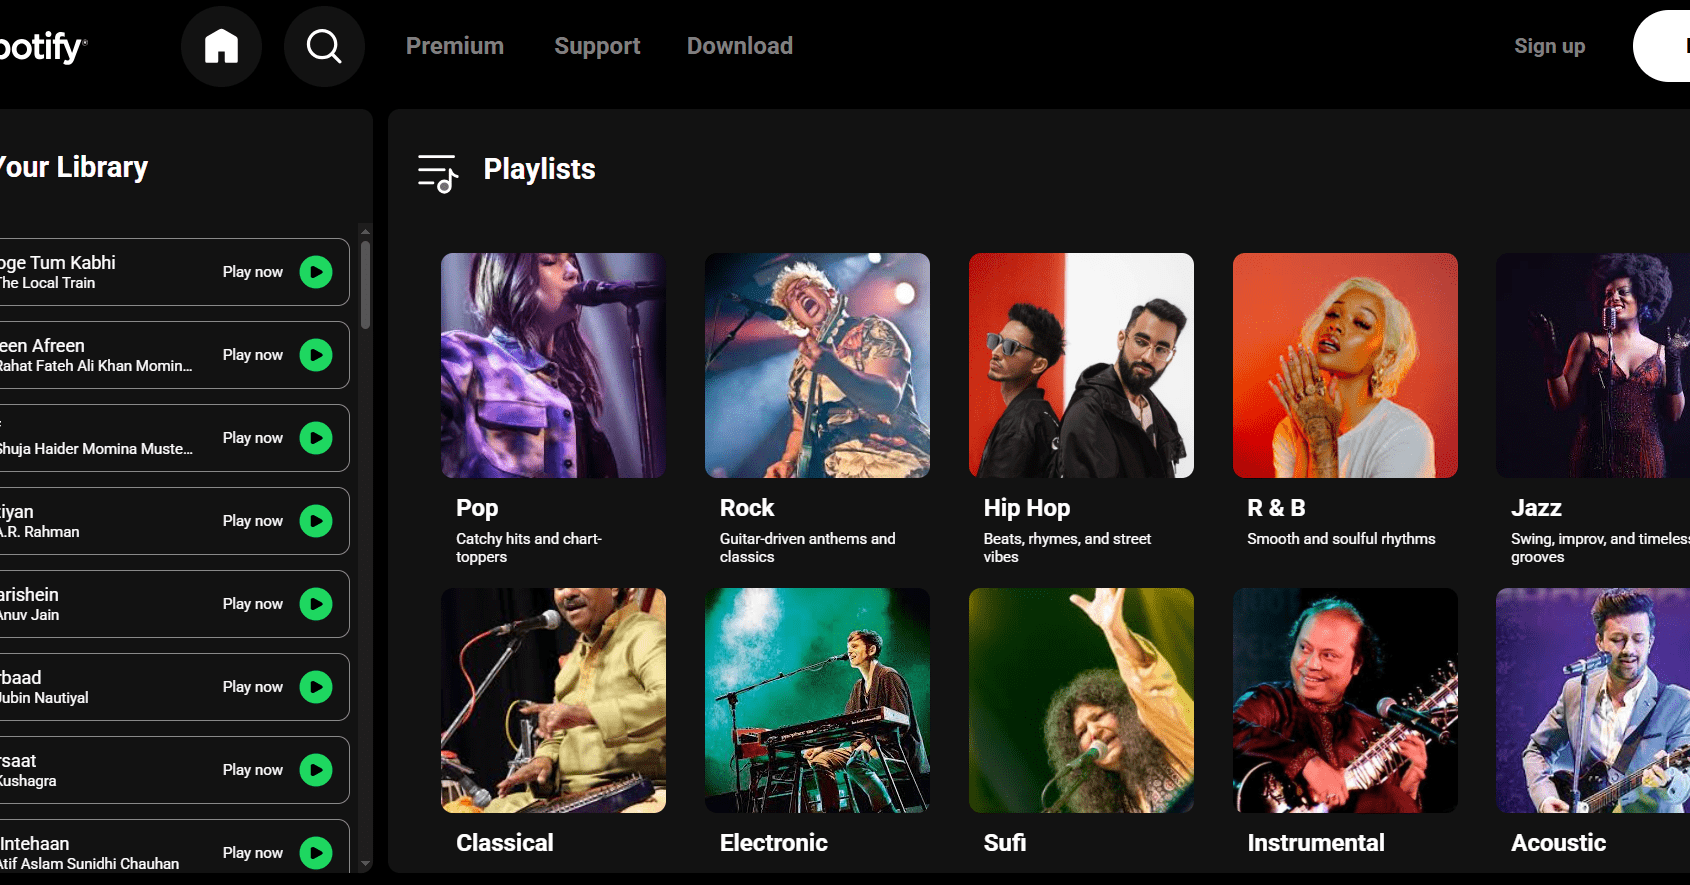 potify®
Premium
Support
Download
Sign up
Your Library
oge Tum Kabhi
The Local Train
Play now
een Afreen
Rahat Fateh Ali Khan Momin...
Play now
Shuja Haider Momina Muste...
Play now
iyan
A.R. Rahman
Play now
arishein
Anuv Jain
Play now
rbaad
Jubin Nautiyal
Play now
rsaat
Kushagra
Play now
Intehaan
Atif Aslam Sunidhi Chauhan
Play now
Playlists
Pop
Catchy hits and chart-
toppers
Rock
Guitar-driven anthems and
classics
Hip Hop
Beats, rhymes, and street
vibes
R & B
Smooth and soulful rhythms
Jazz
Swing, improv, and timeless
grooves
Classical
Electronic
Sufi
Instrumental
Acoustic